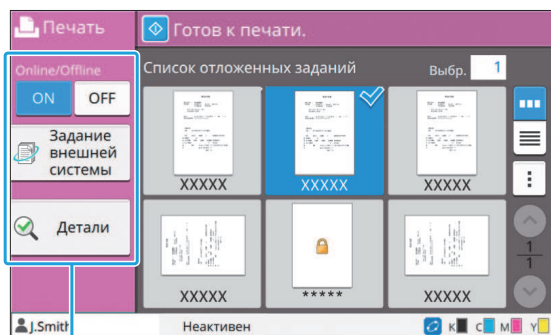 Печать
Готов к печати.
Online/Offline
Список отложенных заданий
Выбр. 1
ON OFF
Задание
внешней
системы
XXXXX XXXXX XXXXX
Детали
1
1
XXXXX ***** XXXXX
J.Smith Неактивен K C M Y